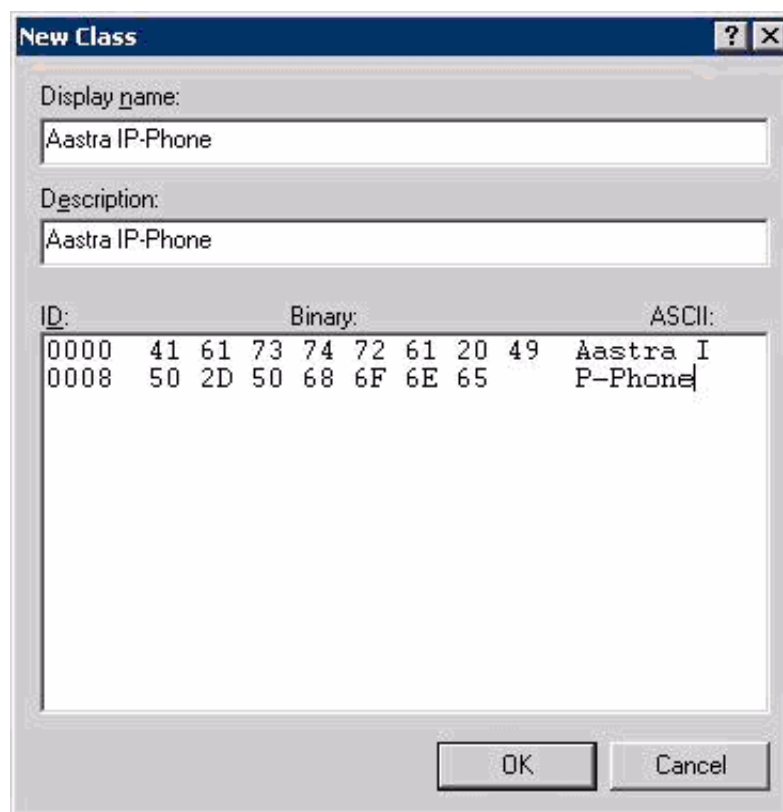 New Class
? X
Display name:
Aastra IP-Phone
Description:
Aastra IP-Phone
ID: Binary: ASCII:
0000 41 61 73 74 72 61 20 49 Aastra I
0008 50 2D 50 68 6F 6E 65 P-Phone
OK Cancel